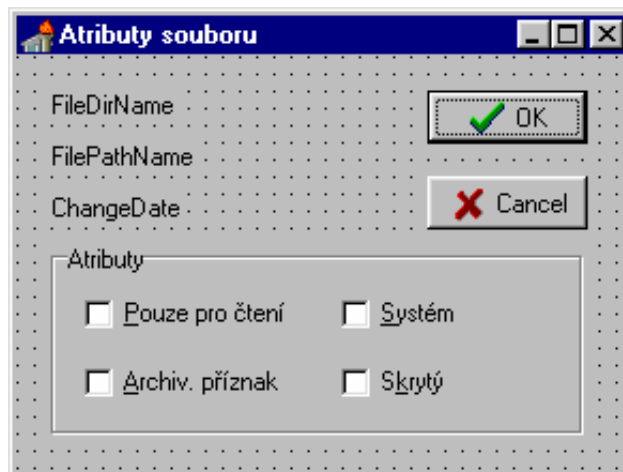 Atributy souboru
FileDirName
OK
FilePathName
ChangeDate
Cancel
Atributy
Pouze pro čtení
Systém
Archiv. příznak
Skrytý